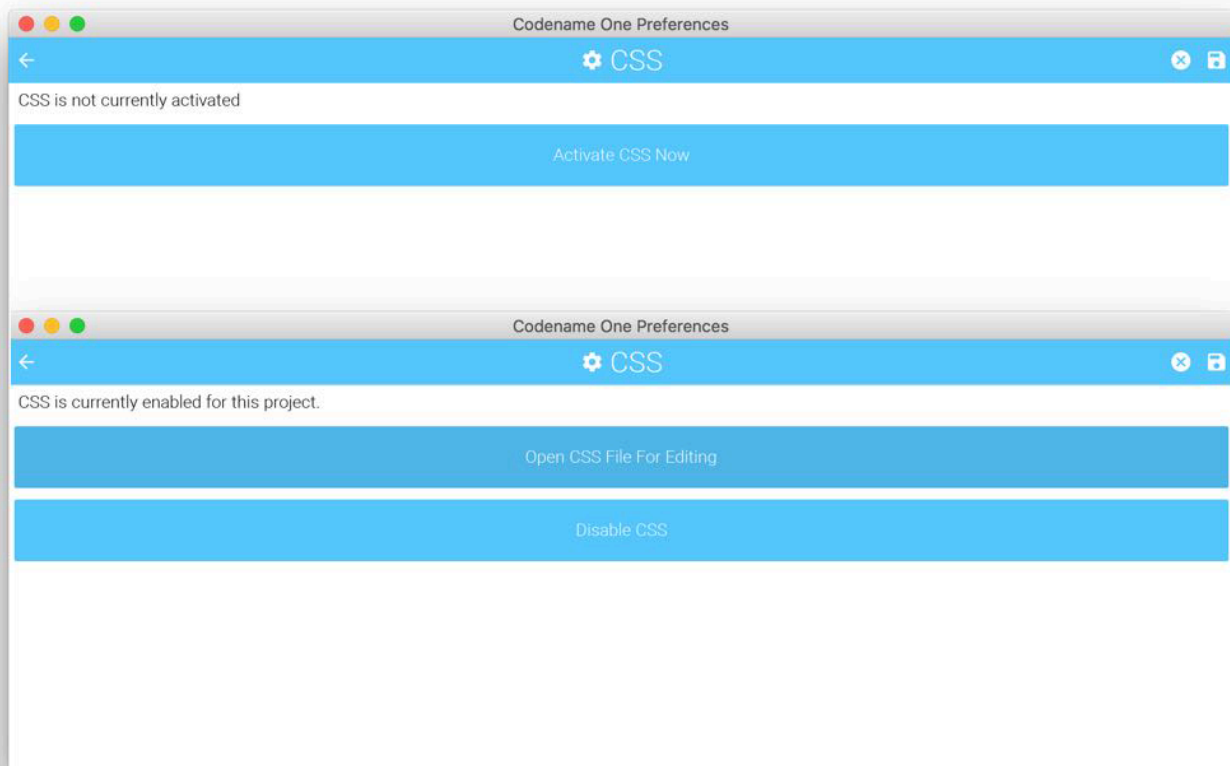 Codename One Preferences
CSS
CSS is not currently activated
Activate CSS Now
Codename One Preferences
CSS
CSS is currently enabled for this project.
Open CSS File For Editing
Disable CSS